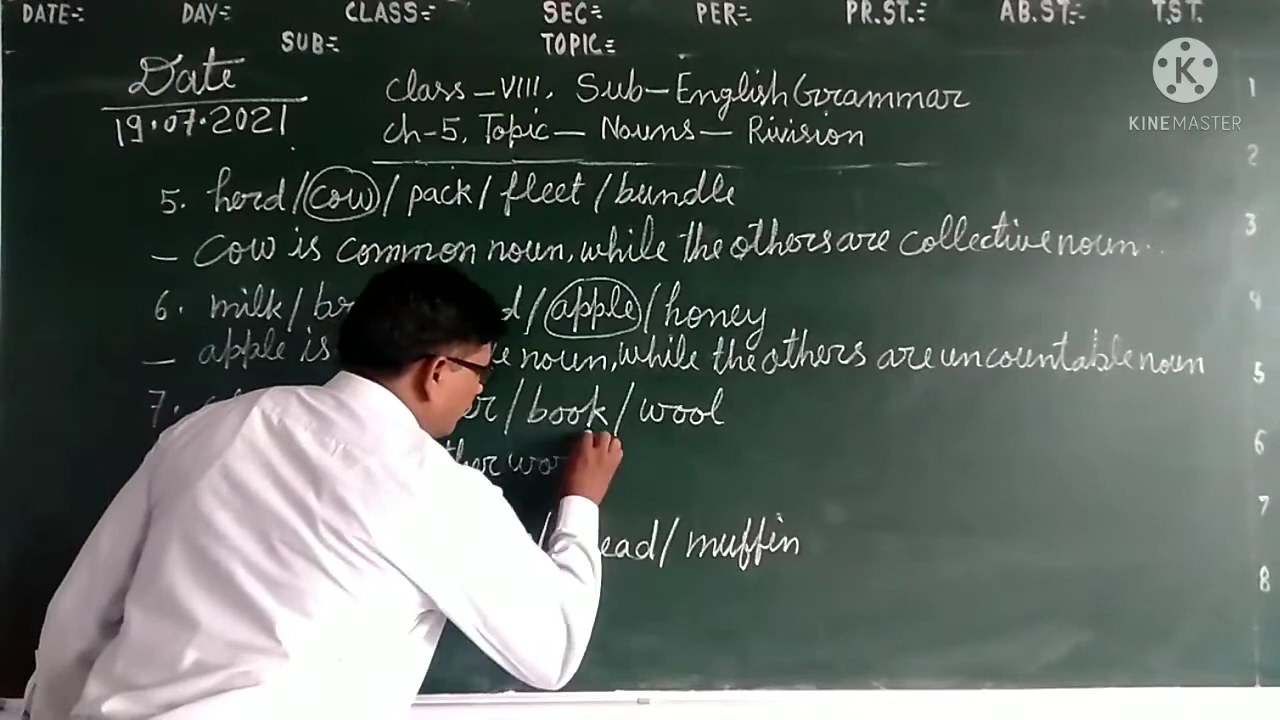 DATE-: DAY-: CLASS-: SEC-: PER-: PR.ST.-: AB.ST-: T.ST.
SUB-: TOPIC-:
Date
19.07.2021
Class-VIII, Sub-English Grammar
Ch-5, Topic- Nouns- Rivision
5. herd/cow/pack/fleet/bundle
- Cow is common noun, while the others are collective noun.
6. milk/ /apple/honey
- apple is noun, while the others are uncountable noun
7. /book/wool
/muffin
1
2
3
4
5
6
7
8
K
KINEMASTER